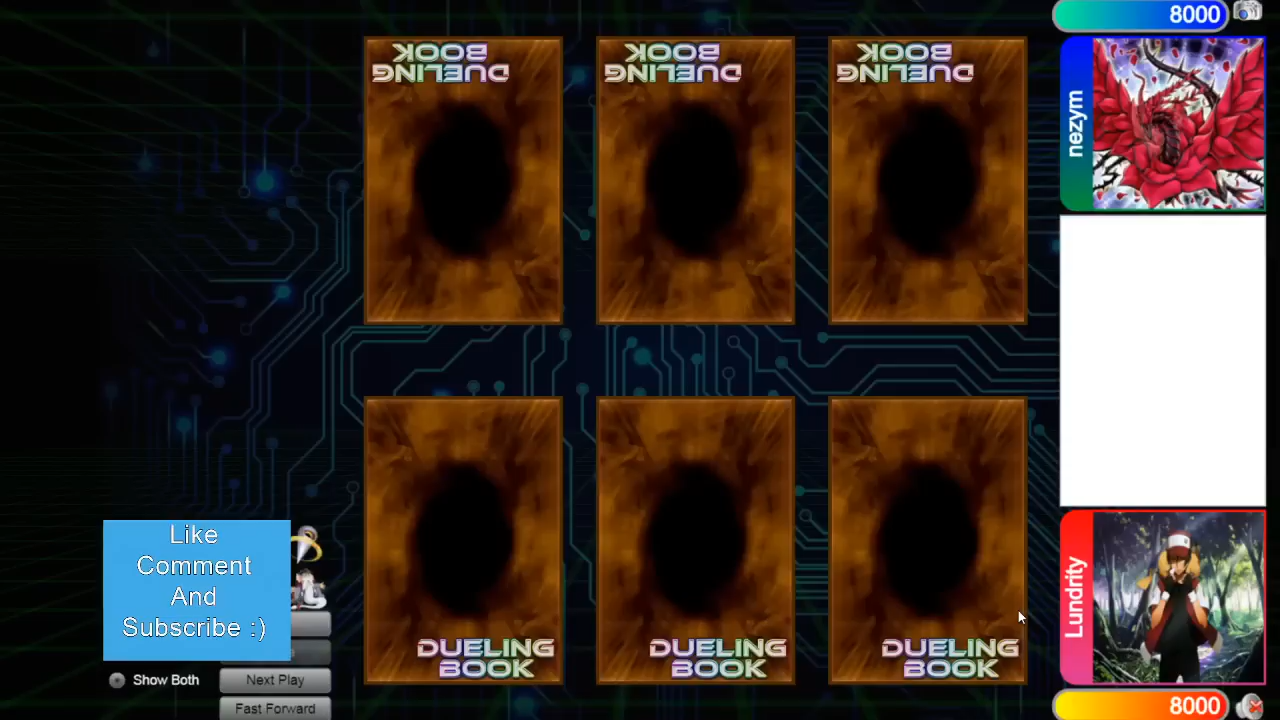 8000
BOOK
DUELING
BOOK
DUELING
BOOK
DUELING
nezym
Like
Comment
And
Subscribe :)
DUELING
BOOK
DUELING
BOOK
DUELING
BOOK
Lundrity
Show Both
Next Play
Fast Forward
8000